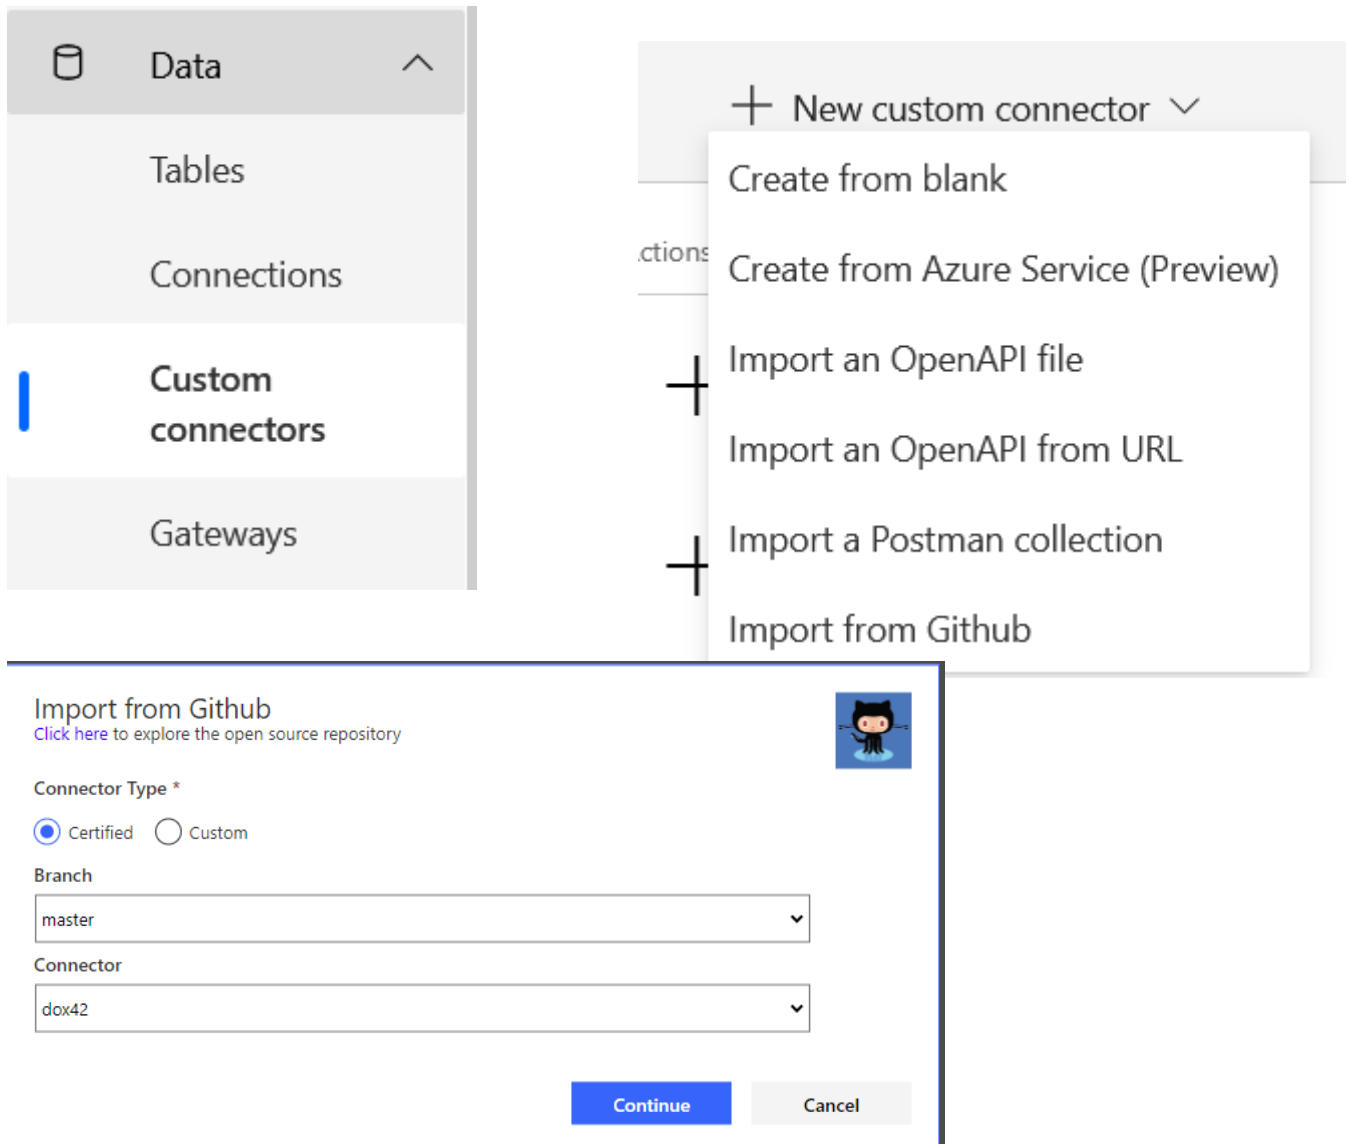 Data
Tables
Connections
Custom
connectors
Gateways
New custom connector
Create from blank
Create from Azure Service (Preview)
ctions
Import an OpenAPI file
Import an OpenAPI from URL
Import a Postman collection
Import from Github
Import from Github
Click here to explore the open source repository
Connector Type *
Certified Custom
Branch
master
Connector
dox42
Continue Cancel